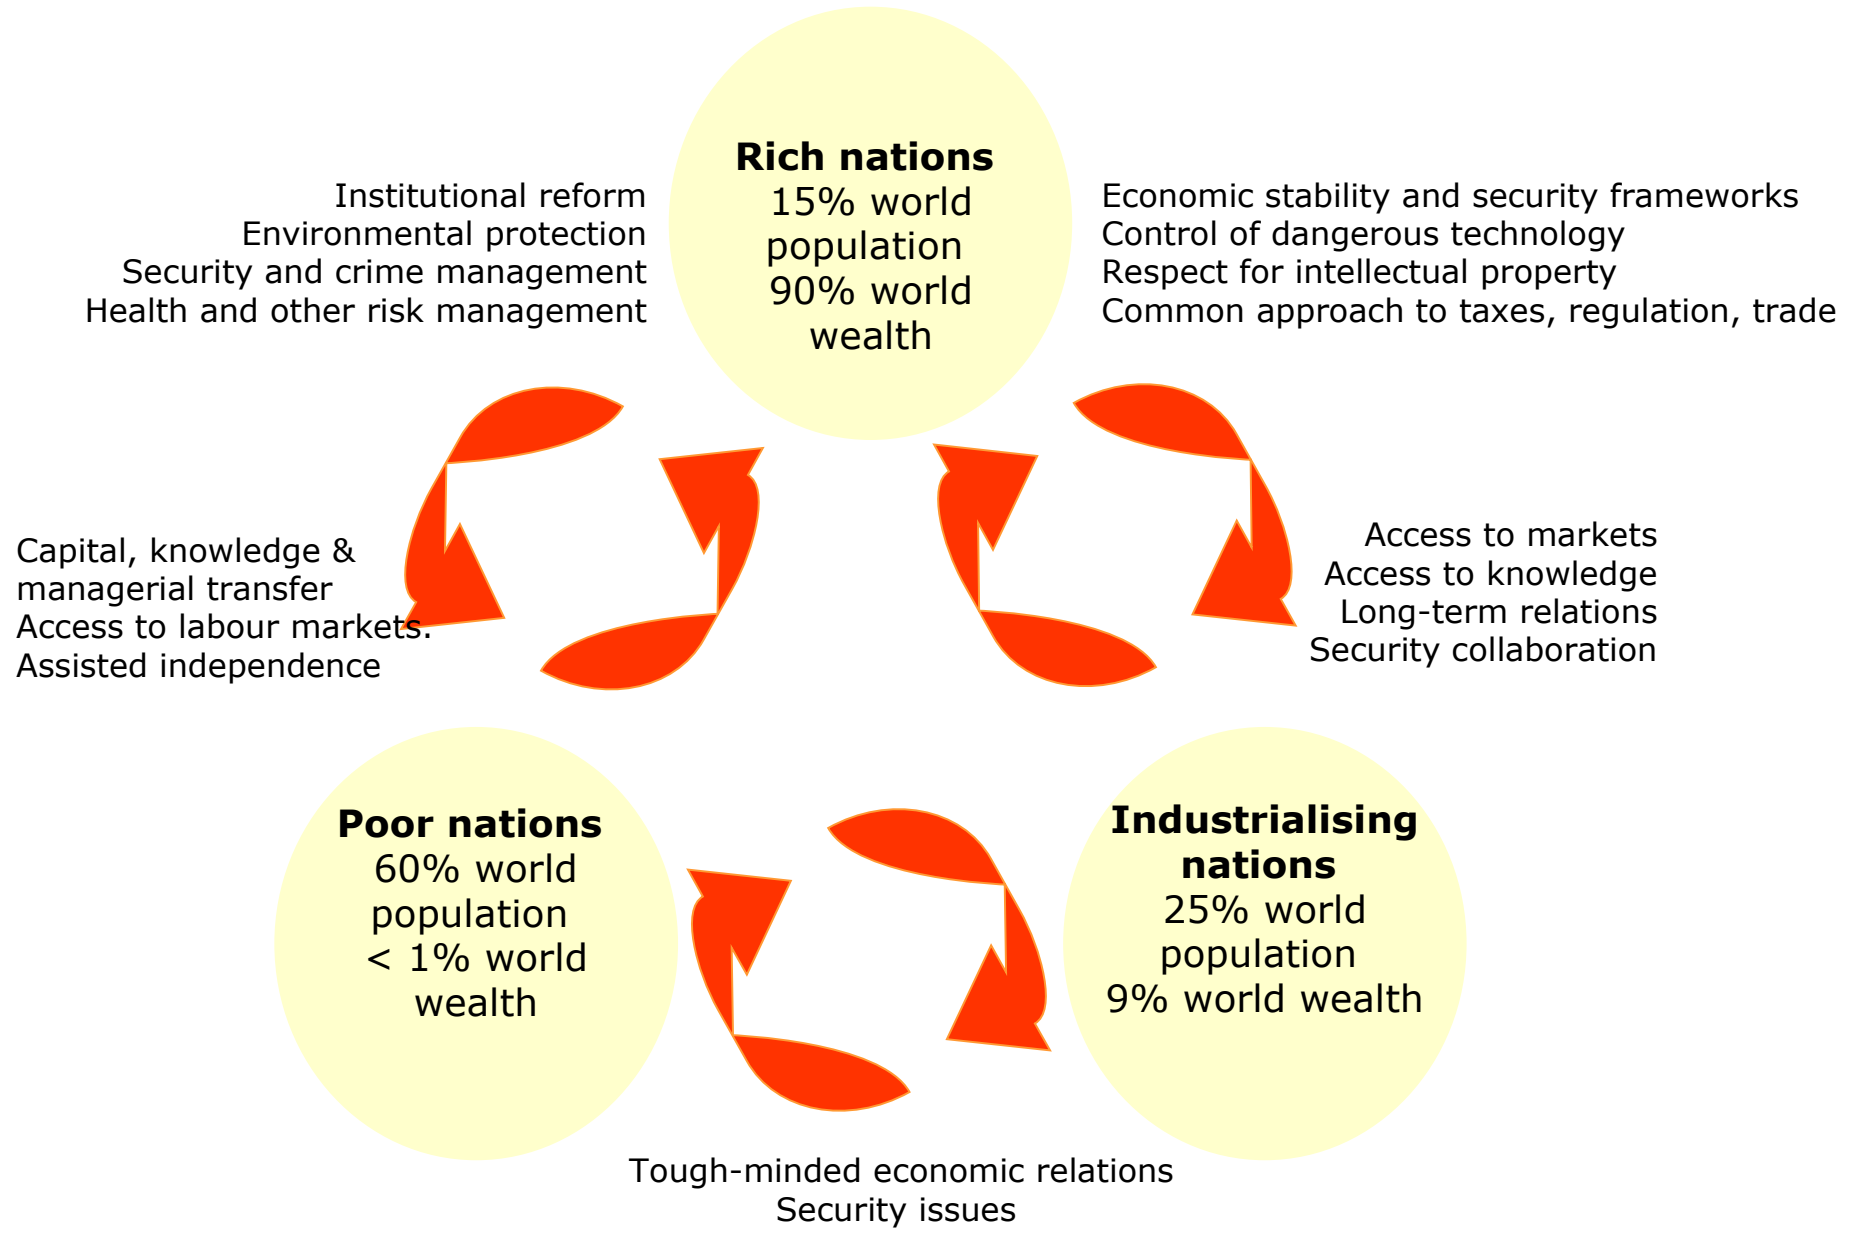 Rich nations
15% world
population
90% world
wealth
Institutional reform
Environmental protection
Security and crime management
Health and other risk management
Economic stability and security frameworks
Control of dangerous technology
Respect for intellectual property
Common approach to taxes, regulation, trade
Capital, knowledge &
managerial transfer
Access to labour markets.
Assisted independence
Access to markets
Access to knowledge
Long-term relations
Security collaboration
Poor nations
60% world
population
< 1% world
wealth
Industrialising
nations
25% world
population
9% world wealth
Tough-minded economic relations
Security issues